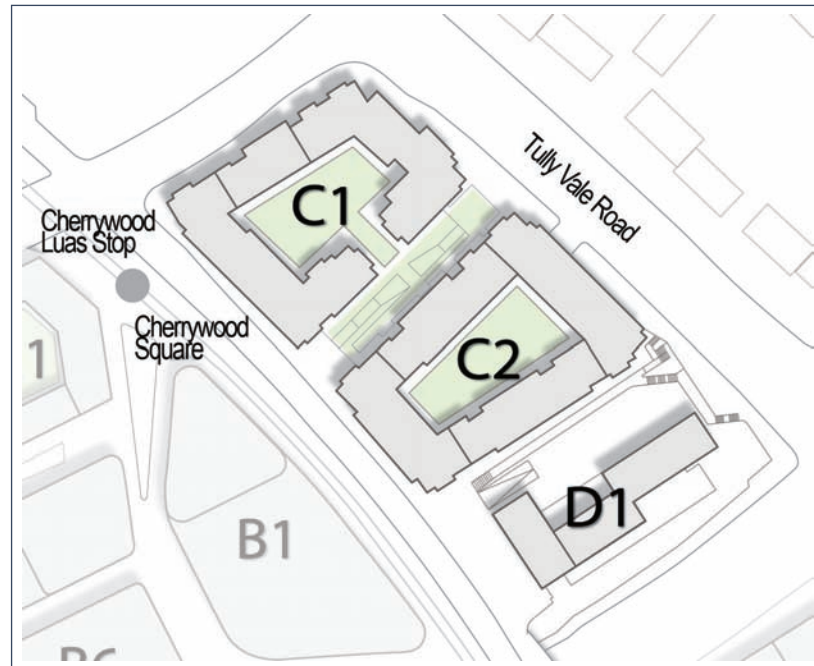 C1
Tully Vale Road
Cherrywood
Luas Stop
Cherrywood
Square
1
C2
B1
D1